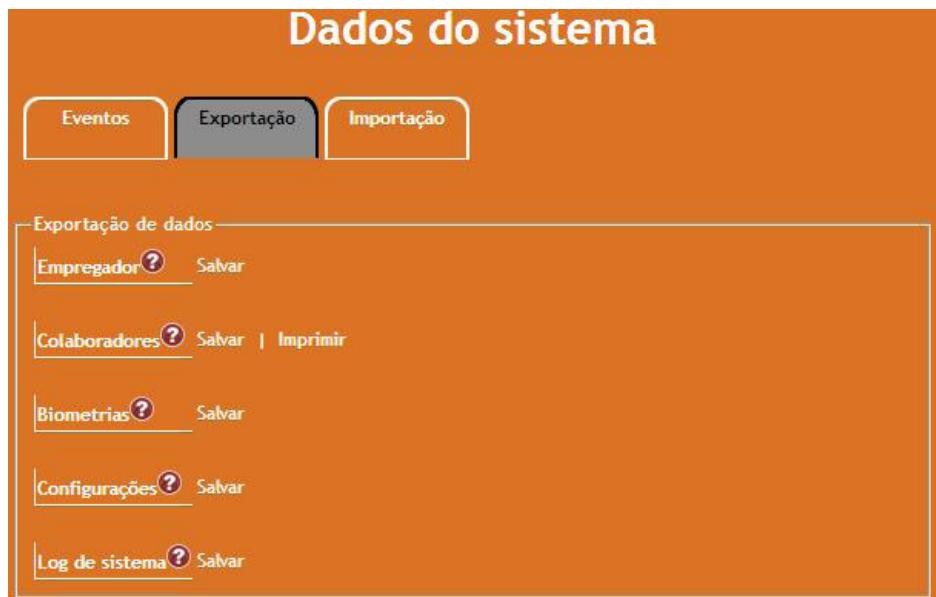 Dados do sistema
Eventos Exportação Importação
Exportação de dados
Empregador? Salvar
Colaboradores? Salvar | Imprimir
Biometrias? Salvar
Configurações? Salvar
Log de sistema? Salvar